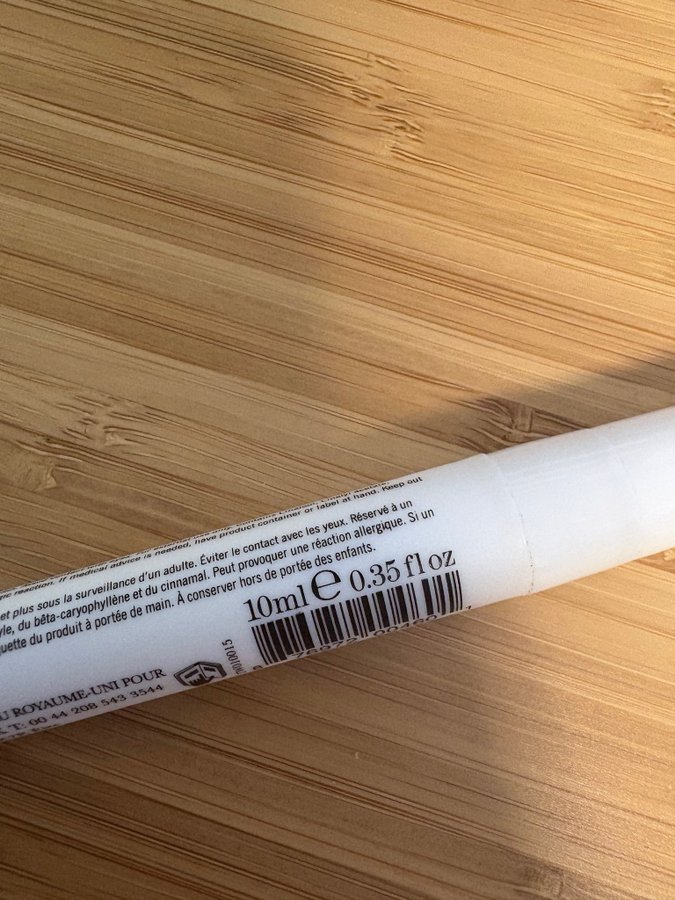 gic reaction. If medical advice is needed, have product container or label at hand. Keep out
et plus sous la surveillance d'un adulte. Éviter le contact avec les yeux. Réservé à un
yle, du bêta-caryophyllène et du cinnamal. Peut provoquer une réaction allergique. Si un
uette du produit à portée de main. À conserver hors de portée des enfants.
10ml e 0.35 fl oz
U ROYAUME-UNI POUR
T: 00 44 208 543 3544